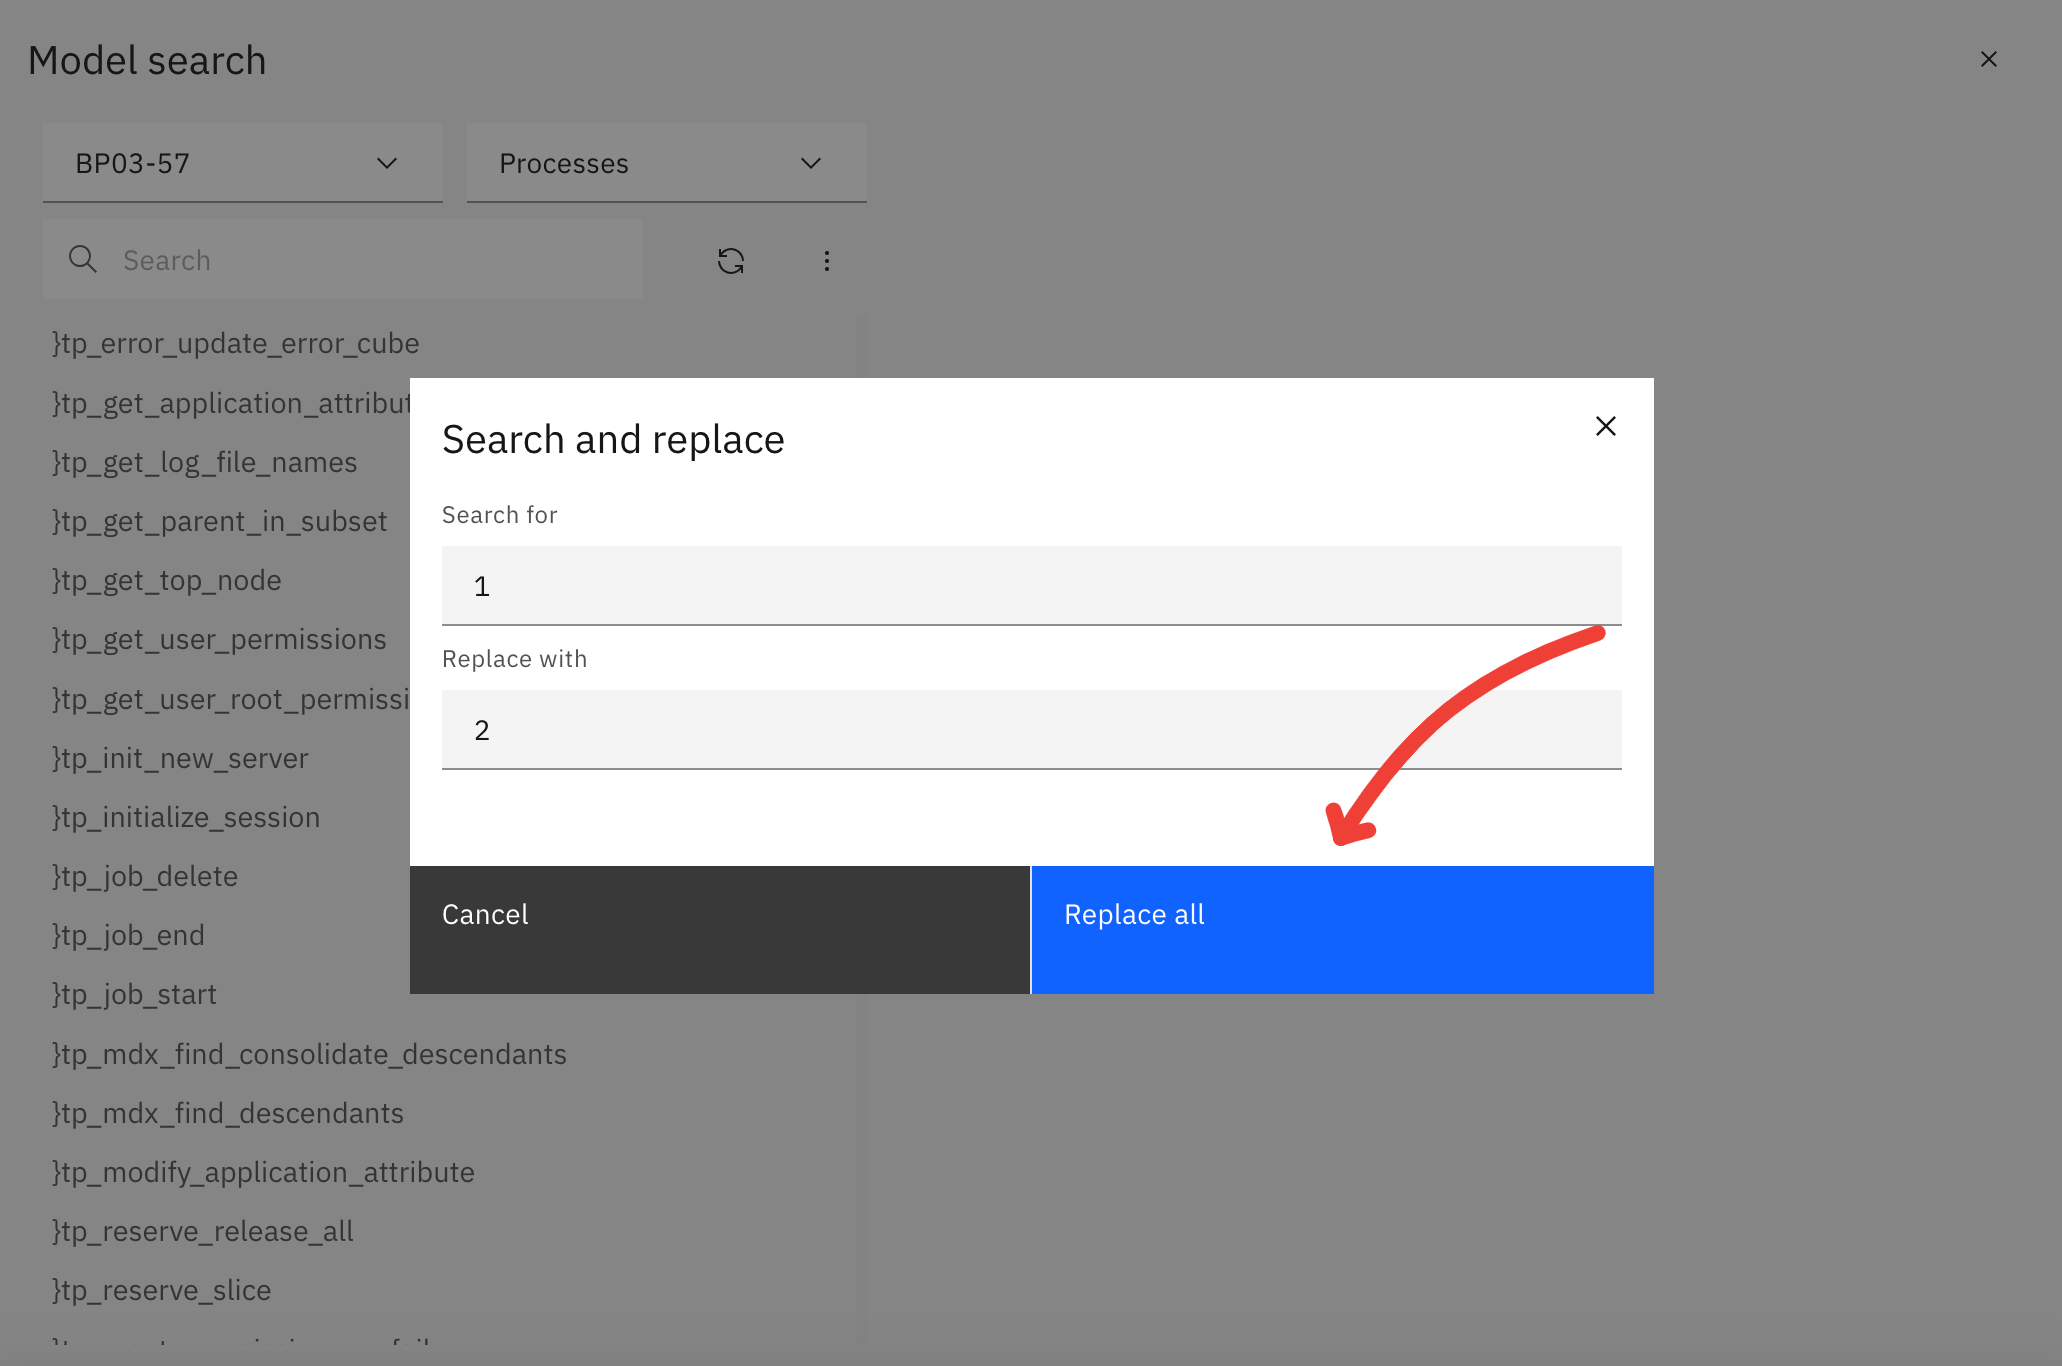 Model search
BP03-57
Processes
Search
}tp_error_update_error_cube
}tp_get_application_attribut
}tp_get_log_file_names
}tp_get_parent_in_subset
}tp_get_top_node
}tp_get_user_permissions
}tp_get_user_root_permissi
}tp_init_new_server
}tp_initialize_session
}tp_job_delete
}tp_job_end
}tp_job_start
}tp_mdx_find_consolidate_descendants
}tp_mdx_find_descendants
}tp_modify_application_attribute
}tp_reserve_release_all
}tp_reserve_slice
Search and replace
Search for
1
Replace with
2
Cancel
Replace all